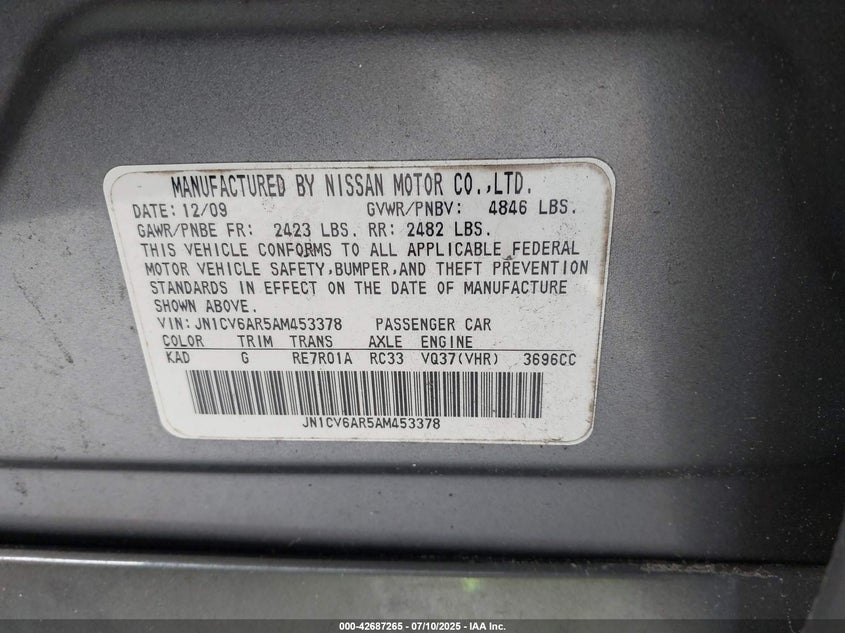 MANUFACTURED BY NISSAN MOTOR CO.,LTD.
DATE: 12/09 GVWR/PNBV: 4846 LBS.
GAWR/PNBE FR: 2423 LBS. RR: 2482 LBS.
THIS VEHICLE CONFORMS TO ALL APPLICABLE FEDERAL
MOTOR VEHICLE SAFETY,BUMPER,AND THEFT PREVENTION
STANDARDS IN EFFECT ON THE DATE OF MANUFACTURE
SHOWN ABOVE.
VIN: JN1CV6AR5AM453378 PASSENGER CAR
COLOR TRIM TRANS AXLE ENGINE
KAD G RE7R01A RC33 VQ37(VHR) 3696CC
JN1CV6AR5AM453378
000-42687265 - 07/10/2025 - IAA Inc.